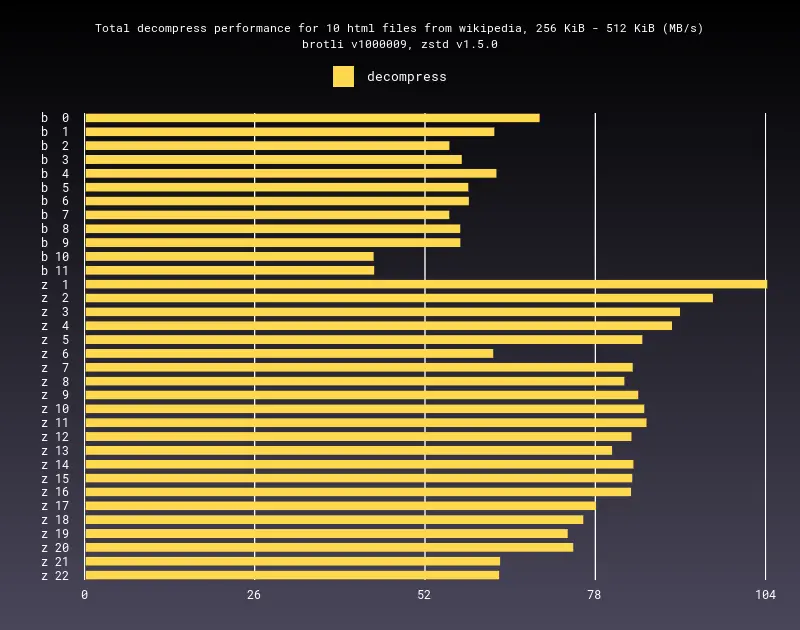 Total decompress performance for 10 html files from wikipedia, 256 KiB - 512 KiB (MB/s)
brotli v1000009, zstd v1.5.0
decompress
b 0
b 1
b 2
b 3
b 4
b 5
b 6
b 7
b 8
b 9
b 10
b 11
z 1
z 2
z 3
z 4
z 5
z 6
z 7
z 8
z 9
z 10
z 11
z 12
z 13
z 14
z 15
z 16
z 17
z 18
z 19
z 20
z 21
z 22
0 26 52 78 104